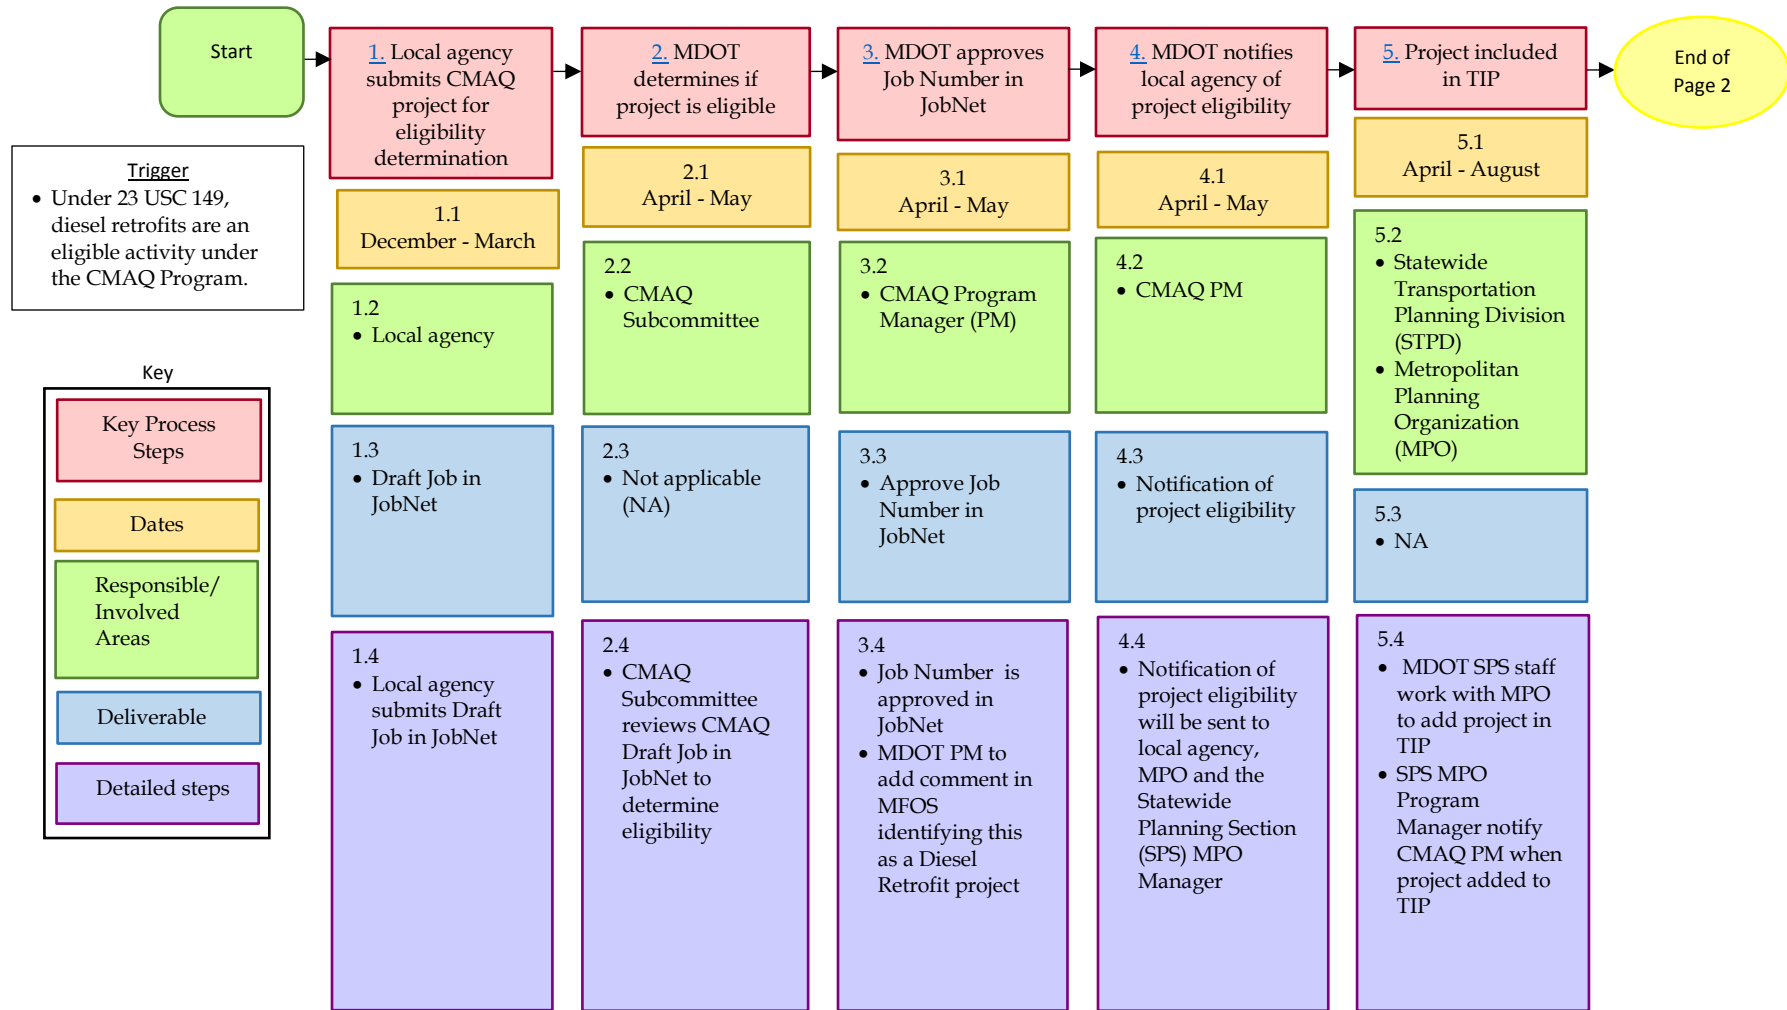 Start
1. Local agency
submits CMAQ
project for
eligibility
determination
2. MDOT
determines if
project is eligible
3. MDOT approves
Job Number in
JobNet
4. MDOT notifies
local agency of
project eligibility
5. Project included
in TIP
End of
Page 2
Trigger
• Under 23 USC 149,
diesel retrofits are an
eligible activity under
the CMAQ Program.
Key
Key Process
Steps
Dates
Responsible/
Involved
Areas
Deliverable
Detailed steps
1.1
December - March
1.2
• Local agency
1.3
• Draft Job in
JobNet
1.4
• Local agency
submits Draft
Job in JobNet
2.1
April - May
2.2
• CMAQ
Subcommittee
2.3
• Not applicable
(NA)
2.4
• CMAQ
Subcommittee
reviews CMAQ
Draft Job in
JobNet to
determine
eligibility
3.1
April - May
3.2
• CMAQ Program
Manager (PM)
3.3
• Approve Job
Number in
JobNet
3.4
• Job Number is
approved in
JobNet
• MDOT PM to
add comment in
MFOS
identifying this
as a Diesel
Retrofit project
4.1
April - May
4.2
• CMAQ PM
4.3
• Notification of
project eligibility
4.4
• Notification of
project eligibility
will be sent to
local agency,
MPO and the
Statewide
Planning Section
(SPS) MPO
Manager
5.1
April - August
5.2
• Statewide
Transportation
Planning Division
(STPD)
• Metropolitan
Planning
Organization
(MPO)
5.3
• NA
5.4
• MDOT SPS staff
work with MPO
to add project in
TIP
• SPS MPO
Program
Manager notify
CMAQ PM when
project added to
TIP